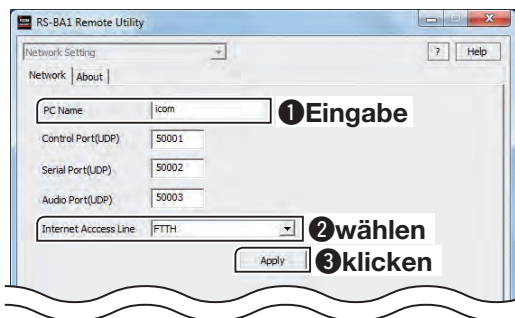 RS-BA1 Remote Utility
Network Setting
? Help
Network About
PC Name icom ❶Eingabe
Control Port(UDP) 50001
Serial Port(UDP) 50002
Audio Port(UDP) 50003
Internet Acccess Line FTTH ❷wählen
Apply ❸klicken